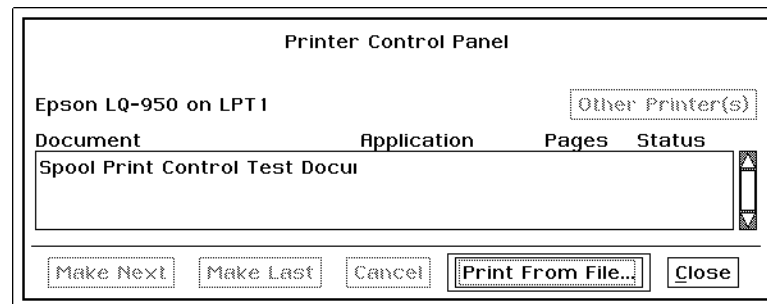 Printer Control Panel
Epson LQ-950 on LPT1
Other Printer(s)
Document Application Pages Status
Spool Print Control Test Docu
Make Next Make Last Cancel Print From File... Close